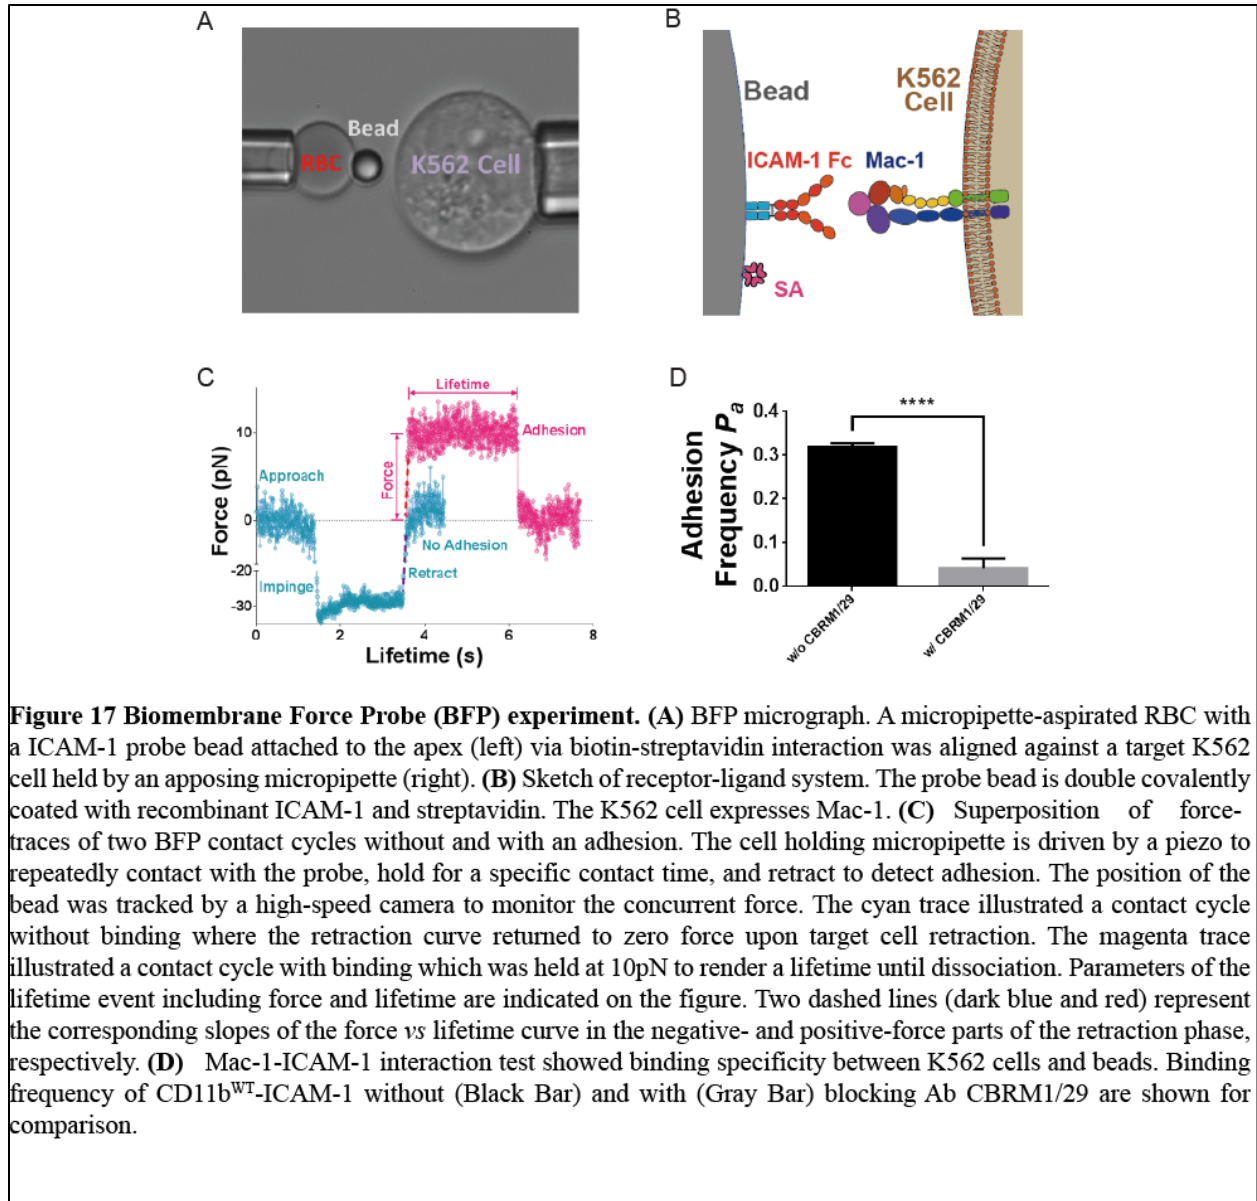 A
B
Bead
RBC
K562 Cell
K562
Cell
Bead
ICAM-1 Fc
Mac-1
SA
C
D
Lifetime
10
Adhesion
Approach
Force
Force (pN)
0
No Adhesion
-20
Impinge
Retract
-30
0
2
4
6
8
Lifetime (s)
****
0.4
0.3
0.2
0.1
0.0
Adhesion
Frequency Pa
w/o CBRM1/29
w/ CBRM1/29
Figure 17 Biomembrane Force Probe (BFP) experiment. (A) BFP micrograph. A micropipette-aspirated RBC with
a ICAM-1 probe bead attached to the apex (left) via biotin-streptavidin interaction was aligned against a target K562
cell held by an apposing micropipette (right). (B) Sketch of receptor-ligand system. The probe bead is double covalently
coated with recombinant ICAM-1 and streptavidin. The K562 cell expresses Mac-1. (C) Superposition of force-
traces of two BFP contact cycles without and with an adhesion. The cell holding micropipette is driven by a piezo to
repeatedly contact with the probe, hold for a specific contact time, and retract to detect adhesion. The position of the
bead was tracked by a high-speed camera to monitor the concurrent force. The cyan trace illustrated a contact cycle
without binding where the retraction curve returned to zero force upon target cell retraction. The magenta trace
illustrated a contact cycle with binding which was held at 10pN to render a lifetime until dissociation. Parameters of the
lifetime event including force and lifetime are indicated on the figure. Two dashed lines (dark blue and red) represent
the corresponding slopes of the force vs lifetime curve in the negative- and positive-force parts of the retraction phase,
respectively. (D) Mac-1-ICAM-1 interaction test showed binding specificity between K562 cells and beads. Binding
frequency of CD11bWT-ICAM-1 without (Black Bar) and with (Gray Bar) blocking Ab CBRM1/29 are shown for
comparison.